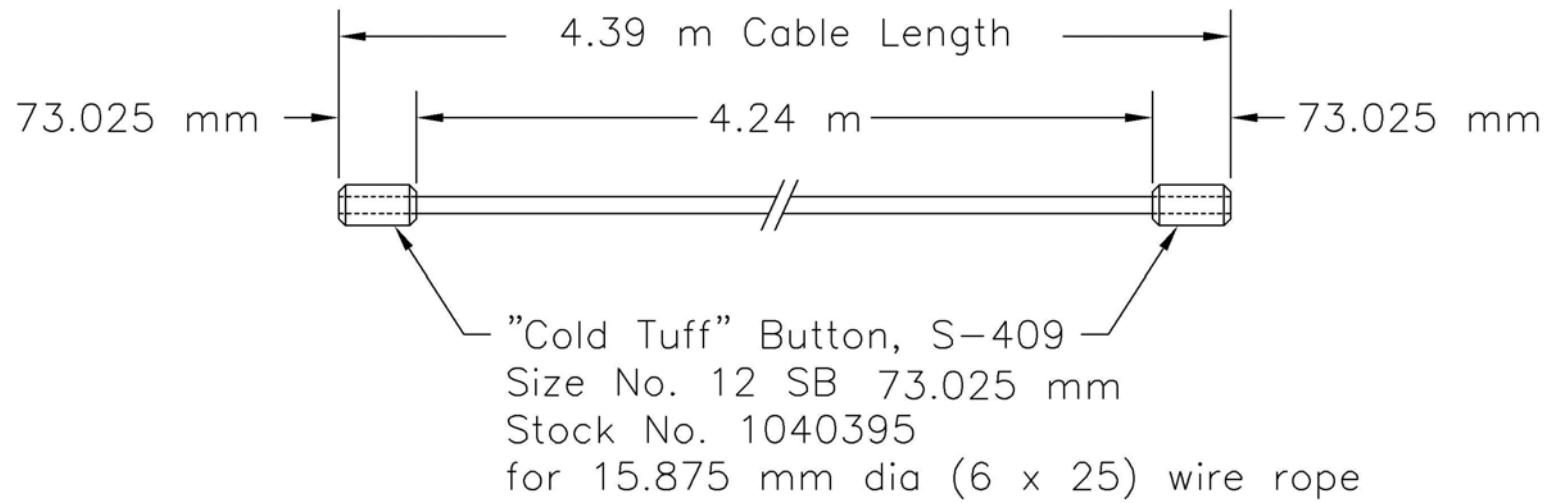 4.39 m Cable Length
73.025 mm
4.24 m
73.025 mm
"Cold Tuff" Button, S-409
Size No. 12 SB 73.025 mm
Stock No. 1040395
for 15.875 mm dia (6 x 25) wire rope